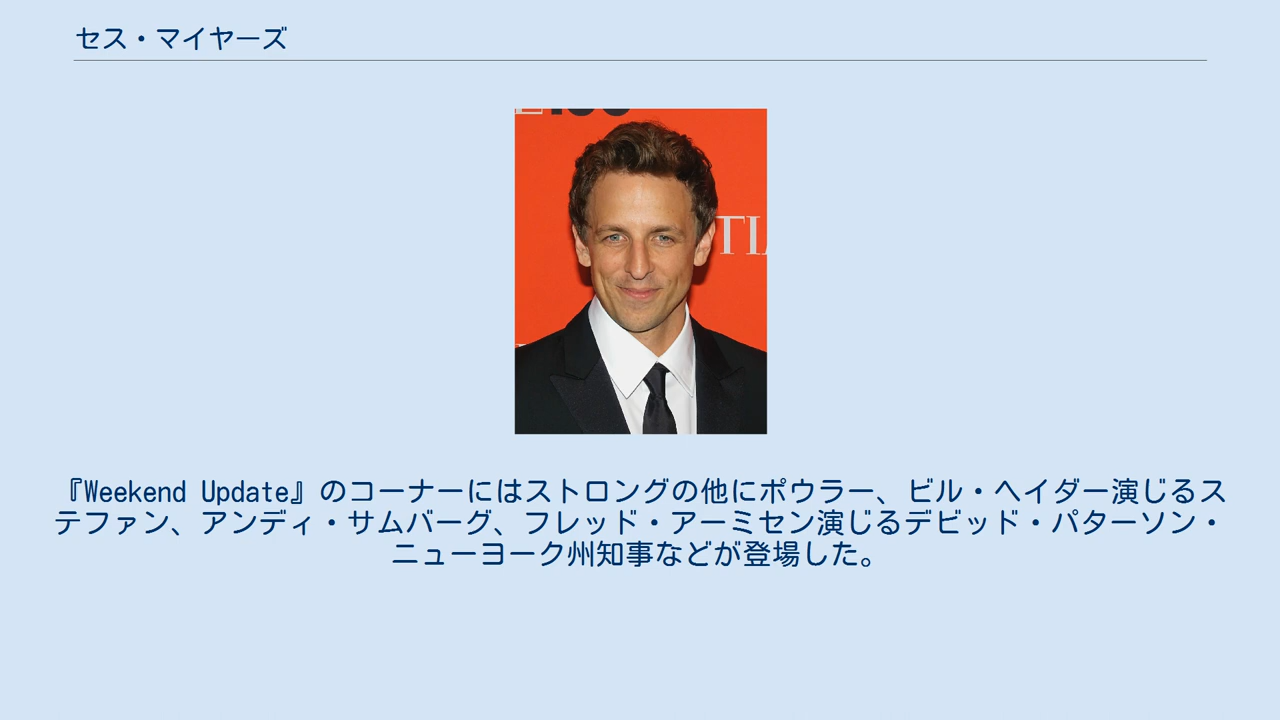 セス・マイヤーズ
TI
『Weekend Update』のコーナーにはストロングの他にポウラー、ビル・ヘイダー演じるス
テファン、アンディ・サムバーグ、フレッド・アーミセン演じるデビッド・パターソン・
ニューヨーク州知事などが登場した。